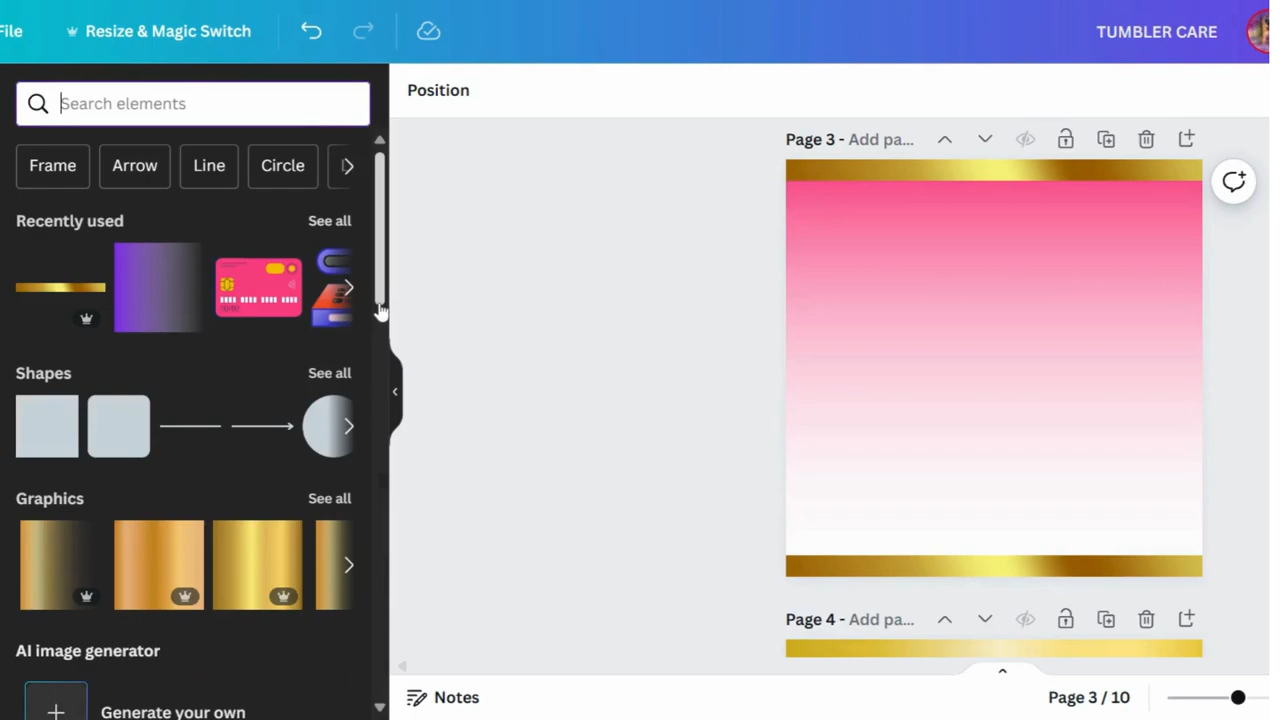 File
Resize & Magic Switch
TUMBLER CARE
Search elements
Position
Page 3 - Add pa...
Frame
Arrow
Line
Circle
Recently used
See all
Shapes
See all
Graphics
See all
Page 4 - Add pa...
AI image generator
Generate your own
Notes
Page 3 / 10